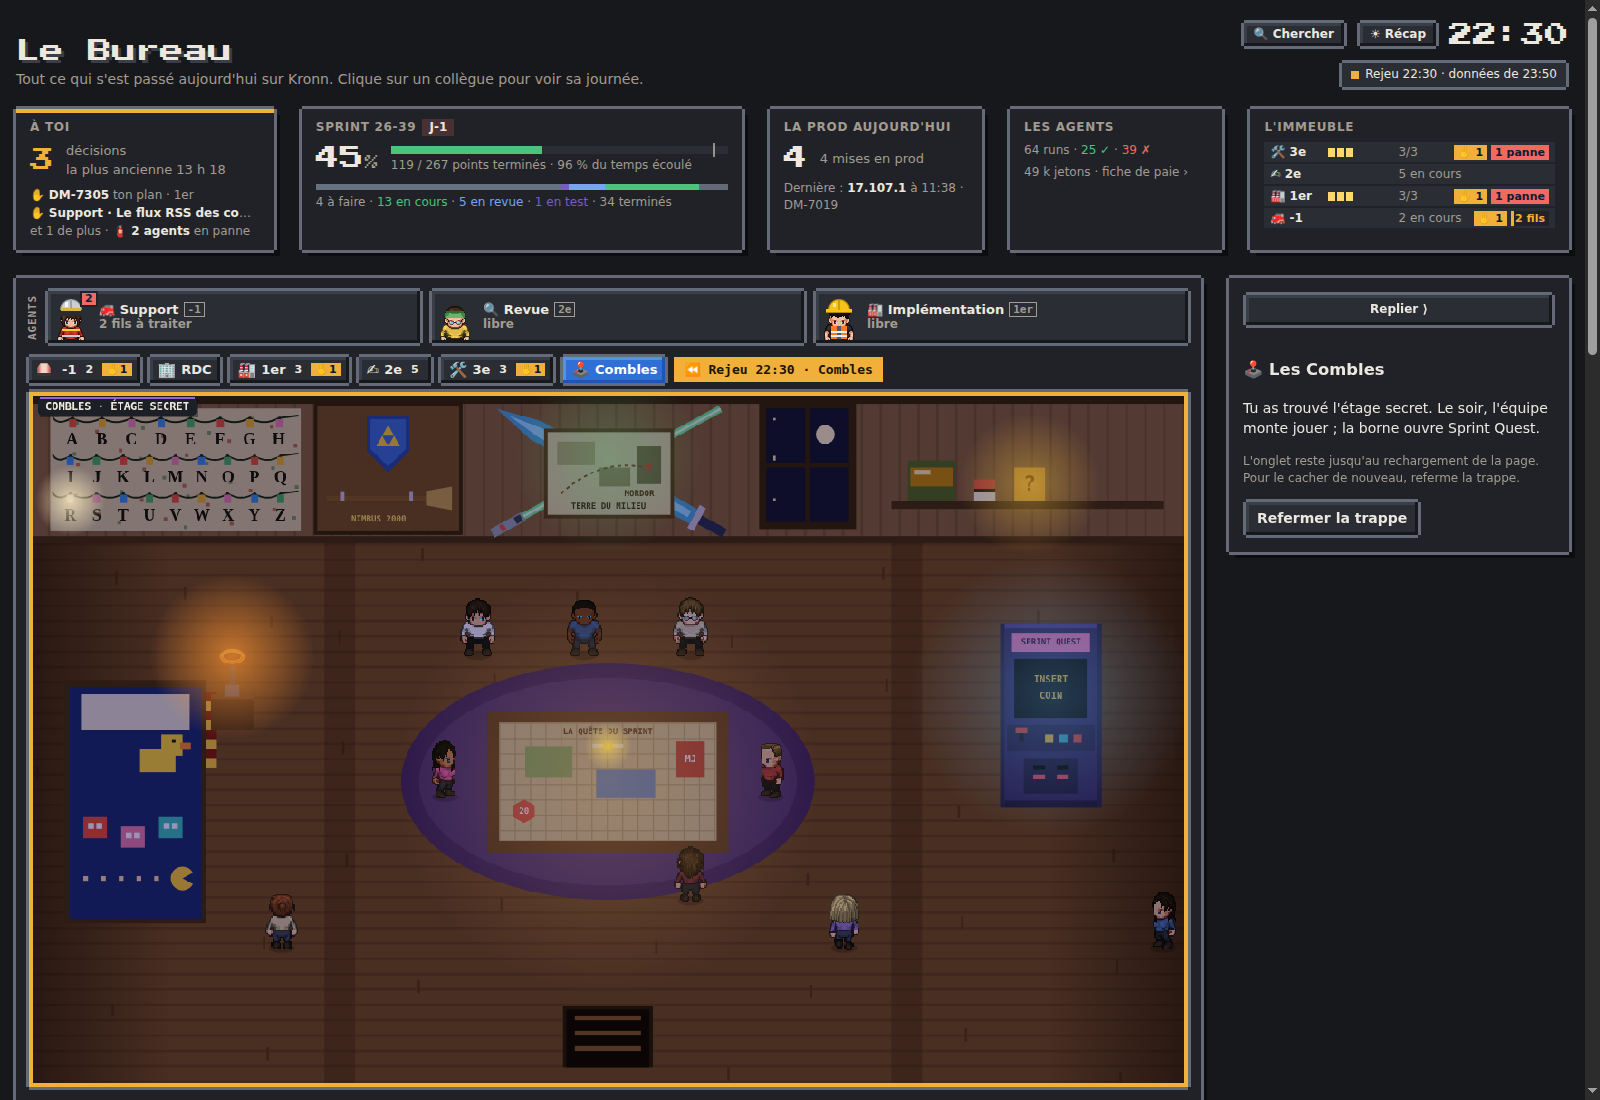 Le Bureau
Tout ce qui s'est passé aujourd'hui sur Kronn. Clique sur un collègue pour voir sa journée.
🔍 Chercher
☀ Récap
22:30
Rejeu 22:30 · données de 23:50
À TOI
3
décisions
la plus ancienne 13 h 18
✋ DM-7305 ton plan · 1er
✋ Support · Le flux RSS des co…
et 1 de plus · 🧯 2 agents en panne
SPRINT 26-39 J-1
45%
119 / 267 points terminés · 96 % du temps écoulé
4 à faire · 13 en cours · 5 en revue · 1 en test · 34 terminés
LA PROD AUJOURD'HUI
4 4 mises en prod
Dernière : 17.107.1 à 11:38 ·
DM-7019
LES AGENTS
64 runs · 25 ✓ · 39 ✗
49 k jetons · fiche de paie ›
L'IMMEUBLE
🛠 3e 3/3 ✋ 1 1 panne
✍ 2e 5 en cours
🏭 1er 3/3 ✋ 1 1 panne
🚒 -1 2 en cours ✋ 1 2 fils
AGENTS
2
🚒 Support -1
2 fils à traiter
🔍 Revue 2e
libre
🏭 Implémentation 1er
libre
-1 2 ✋ 1
🏢 RDC
🏭 1er 3 ✋ 1
✍ 2e 5
🛠 3e 3 ✋ 1
🕹 Combles
⏪ Rejeu 22:30 · Combles
COMBLES · ÉTAGE SECRET
A B C D E F G H
I J K L M N O P Q
R S T U V W X Y Z
NIMBUS 2000
MORDOR
TERRE DU MILIEU
?
SPRINT QUEST
INSERT
COIN
LA QUÊTE DU SPRINT
MJ
20
Replier ⟩
🕹 Les Combles
Tu as trouvé l'étage secret. Le soir, l'équipe
monte jouer ; la borne ouvre Sprint Quest.
L'onglet reste jusqu'au rechargement de la page.
Pour le cacher de nouveau, referme la trappe.
Refermer la trappe